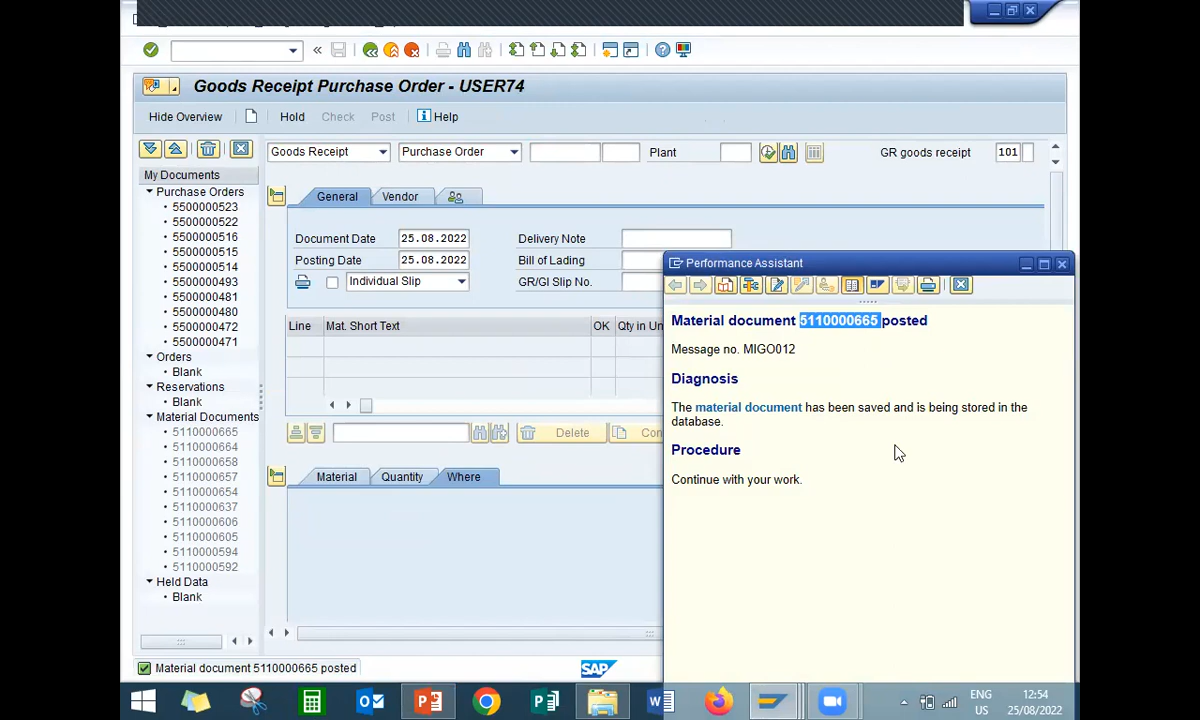 Goods Receipt Purchase Order - USER74
Hide Overview Hold Check Post Help
Goods Receipt Purchase Order Plant GR goods receipt 101
My Documents
Purchase Orders
5500000523
5500000522
5500000516
5500000515
5500000514
5500000493
5500000481
5500000480
5500000472
5500000471
Orders
Blank
Reservations
Blank
Material Documents
5110000665
5110000664
5110000658
5110000657
5110000654
5110000637
5110000606
5110000605
5110000594
5110000592
Held Data
Blank
General Vendor
Document Date 25.08.2022 Delivery Note
Posting Date 25.08.2022 Bill of Lading
Individual Slip GR/GI Slip No.
Line Mat. Short Text OK Qty in Un
Delete Con
Material Quantity Where
Performance Assistant
Material document 5110000665 posted
Message no. MIGO012
Diagnosis
The material document has been saved and is being stored in the
database.
Procedure
Continue with your work.
Material document 5110000665 posted
SAP
ENG
US
12:54
25/08/2022